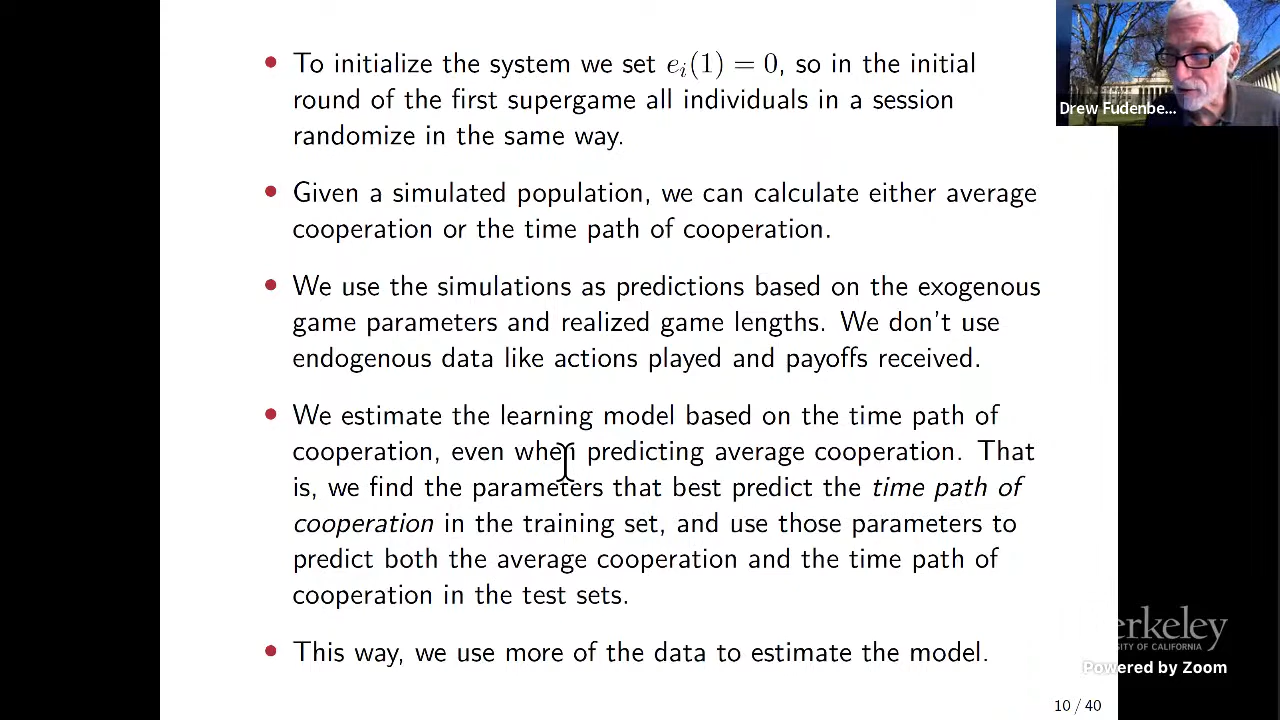 • To initialize the system we set eᵢ(1) = 0, so in the initial
round of the first supergame all individuals in a session
randomize in the same way.
• Given a simulated population, we can calculate either average
cooperation or the time path of cooperation.
• We use the simulations as predictions based on the exogenous
game parameters and realized game lengths. We don't use
endogenous data like actions played and payoffs received.
• We estimate the learning model based on the time path of
cooperation, even when predicting average cooperation. That
is, we find the parameters that best predict the time path of
cooperation in the training set, and use those parameters to
predict both the average cooperation and the time path of
cooperation in the test sets.
• This way, we use more of the data to estimate the model.
10 / 40
Drew Fudenbe...
erkeley
SITY OF CALIFORNIA
Powered by Zoom